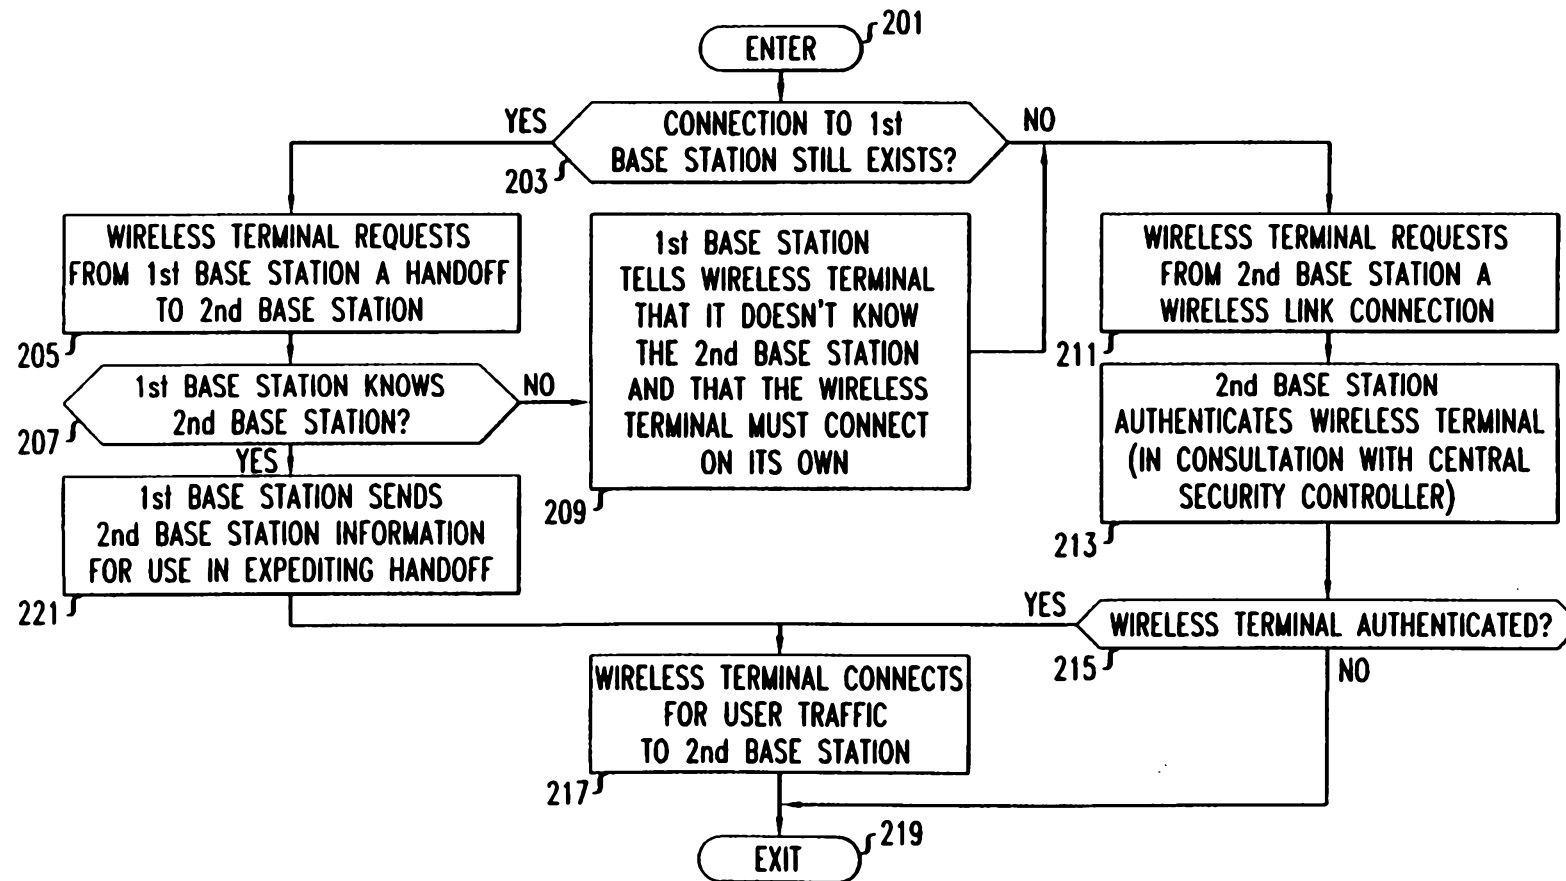 ENTER
201
CONNECTION TO 1st
BASE STATION STILL EXISTS?
YES
NO
203
WIRELESS TERMINAL REQUESTS
FROM 1st BASE STATION A HANDOFF
TO 2nd BASE STATION
205
1st BASE STATION KNOWS
2nd BASE STATION?
207
NO
YES
1st BASE STATION
TELLS WIRELESS TERMINAL
THAT IT DOESN'T KNOW
THE 2nd BASE STATION
AND THAT THE WIRELESS
TERMINAL MUST CONNECT
ON ITS OWN
209
WIRELESS TERMINAL REQUESTS
FROM 2nd BASE STATION A
WIRELESS LINK CONNECTION
211
2nd BASE STATION
AUTHENTICATES WIRELESS TERMINAL
(IN CONSULTATION WITH CENTRAL
SECURITY CONTROLLER)
213
1st BASE STATION SENDS
2nd BASE STATION INFORMATION
FOR USE IN EXPEDITING HANDOFF
221
YES
WIRELESS TERMINAL AUTHENTICATED?
215
NO
WIRELESS TERMINAL CONNECTS
FOR USER TRAFFIC
TO 2nd BASE STATION
217
EXIT
219